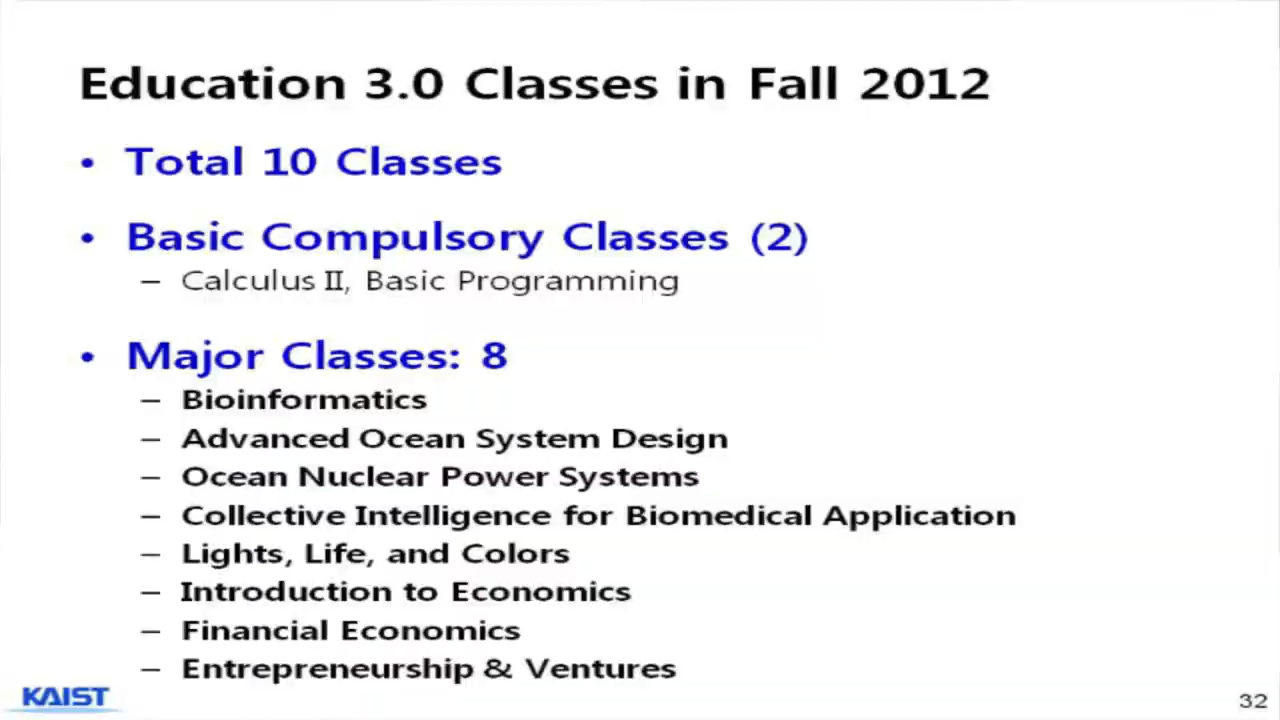 Education 3.0 Classes in Fall 2012
• Total 10 Classes
• Basic Compulsory Classes (2)
– Calculus Ⅱ, Basic Programming
• Major Classes: 8
– Bioinformatics
– Advanced Ocean System Design
– Ocean Nuclear Power Systems
– Collective Intelligence for Biomedical Application
– Lights, Life, and Colors
– Introduction to Economics
– Financial Economics
– Entrepreneurship & Ventures
KAIST
32